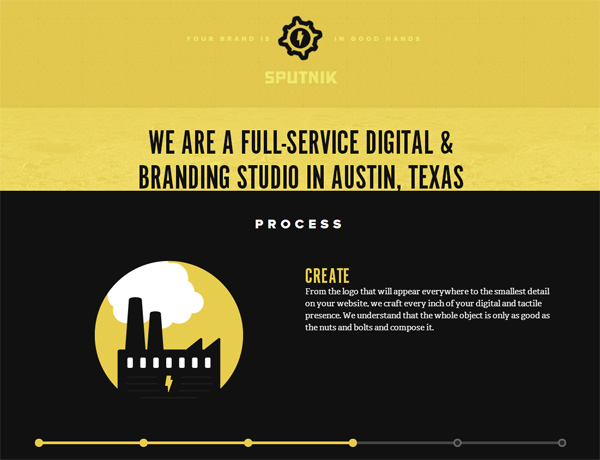 YOUR BRAND IS IN GOOD HANDS
SPUTNIK
WE ARE A FULL-SERVICE DIGITAL &
BRANDING STUDIO IN AUSTIN, TEXAS
PROCESS
CREATE
From the logo that will appear everywhere to the smallest detail
on your website, we craft every inch of your digital and tactile
presence. We understand that the whole object is only as good as
the nuts and bolts and compose it.